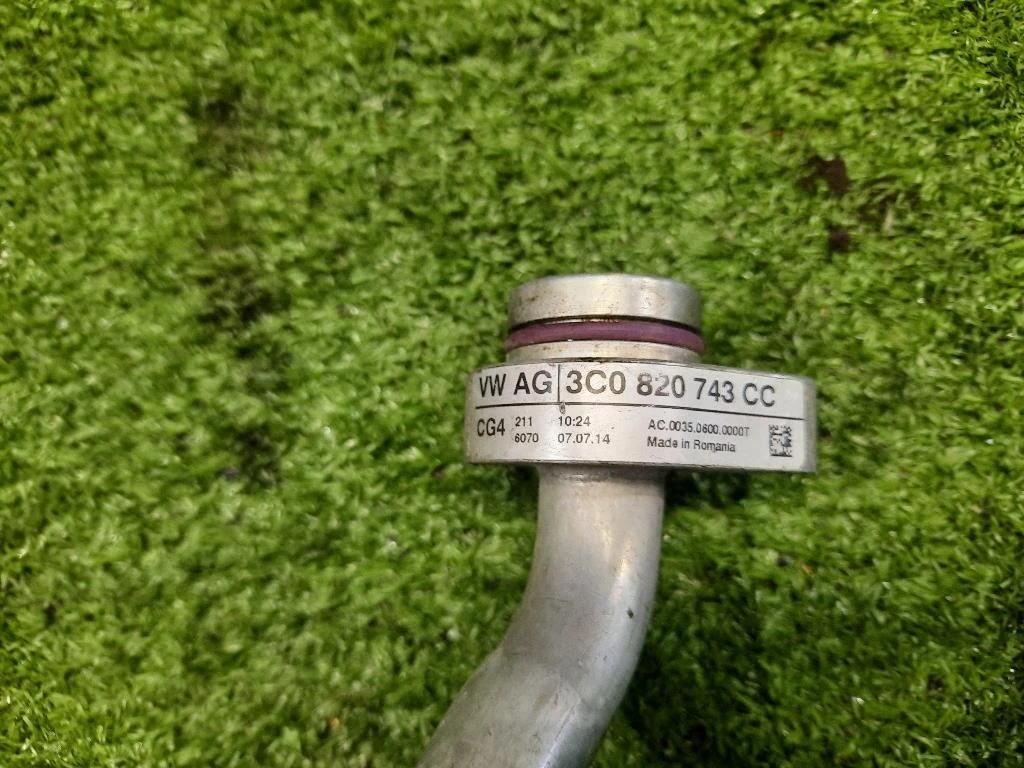 VW AG 3C0 820 743 CC
CG4 211 10:24 AC.0035.0600.0000T
6070 07.07.14 Made in Romania